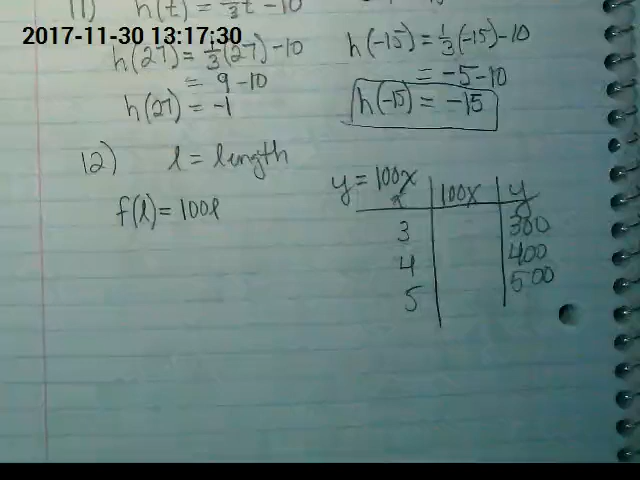 11) h(t) = 1/3 t - 10
2017-11-30 13:17:30
h(27) = 1/3 (27) - 10
= 9 - 10
h(27) = -1
h(-15) = 1/3 (-15) - 10
= -5 - 10
h(-15) = -15
12) l = length
f(l) = 100l
y = 100x
x 100x y
3 300
4 400
5 500